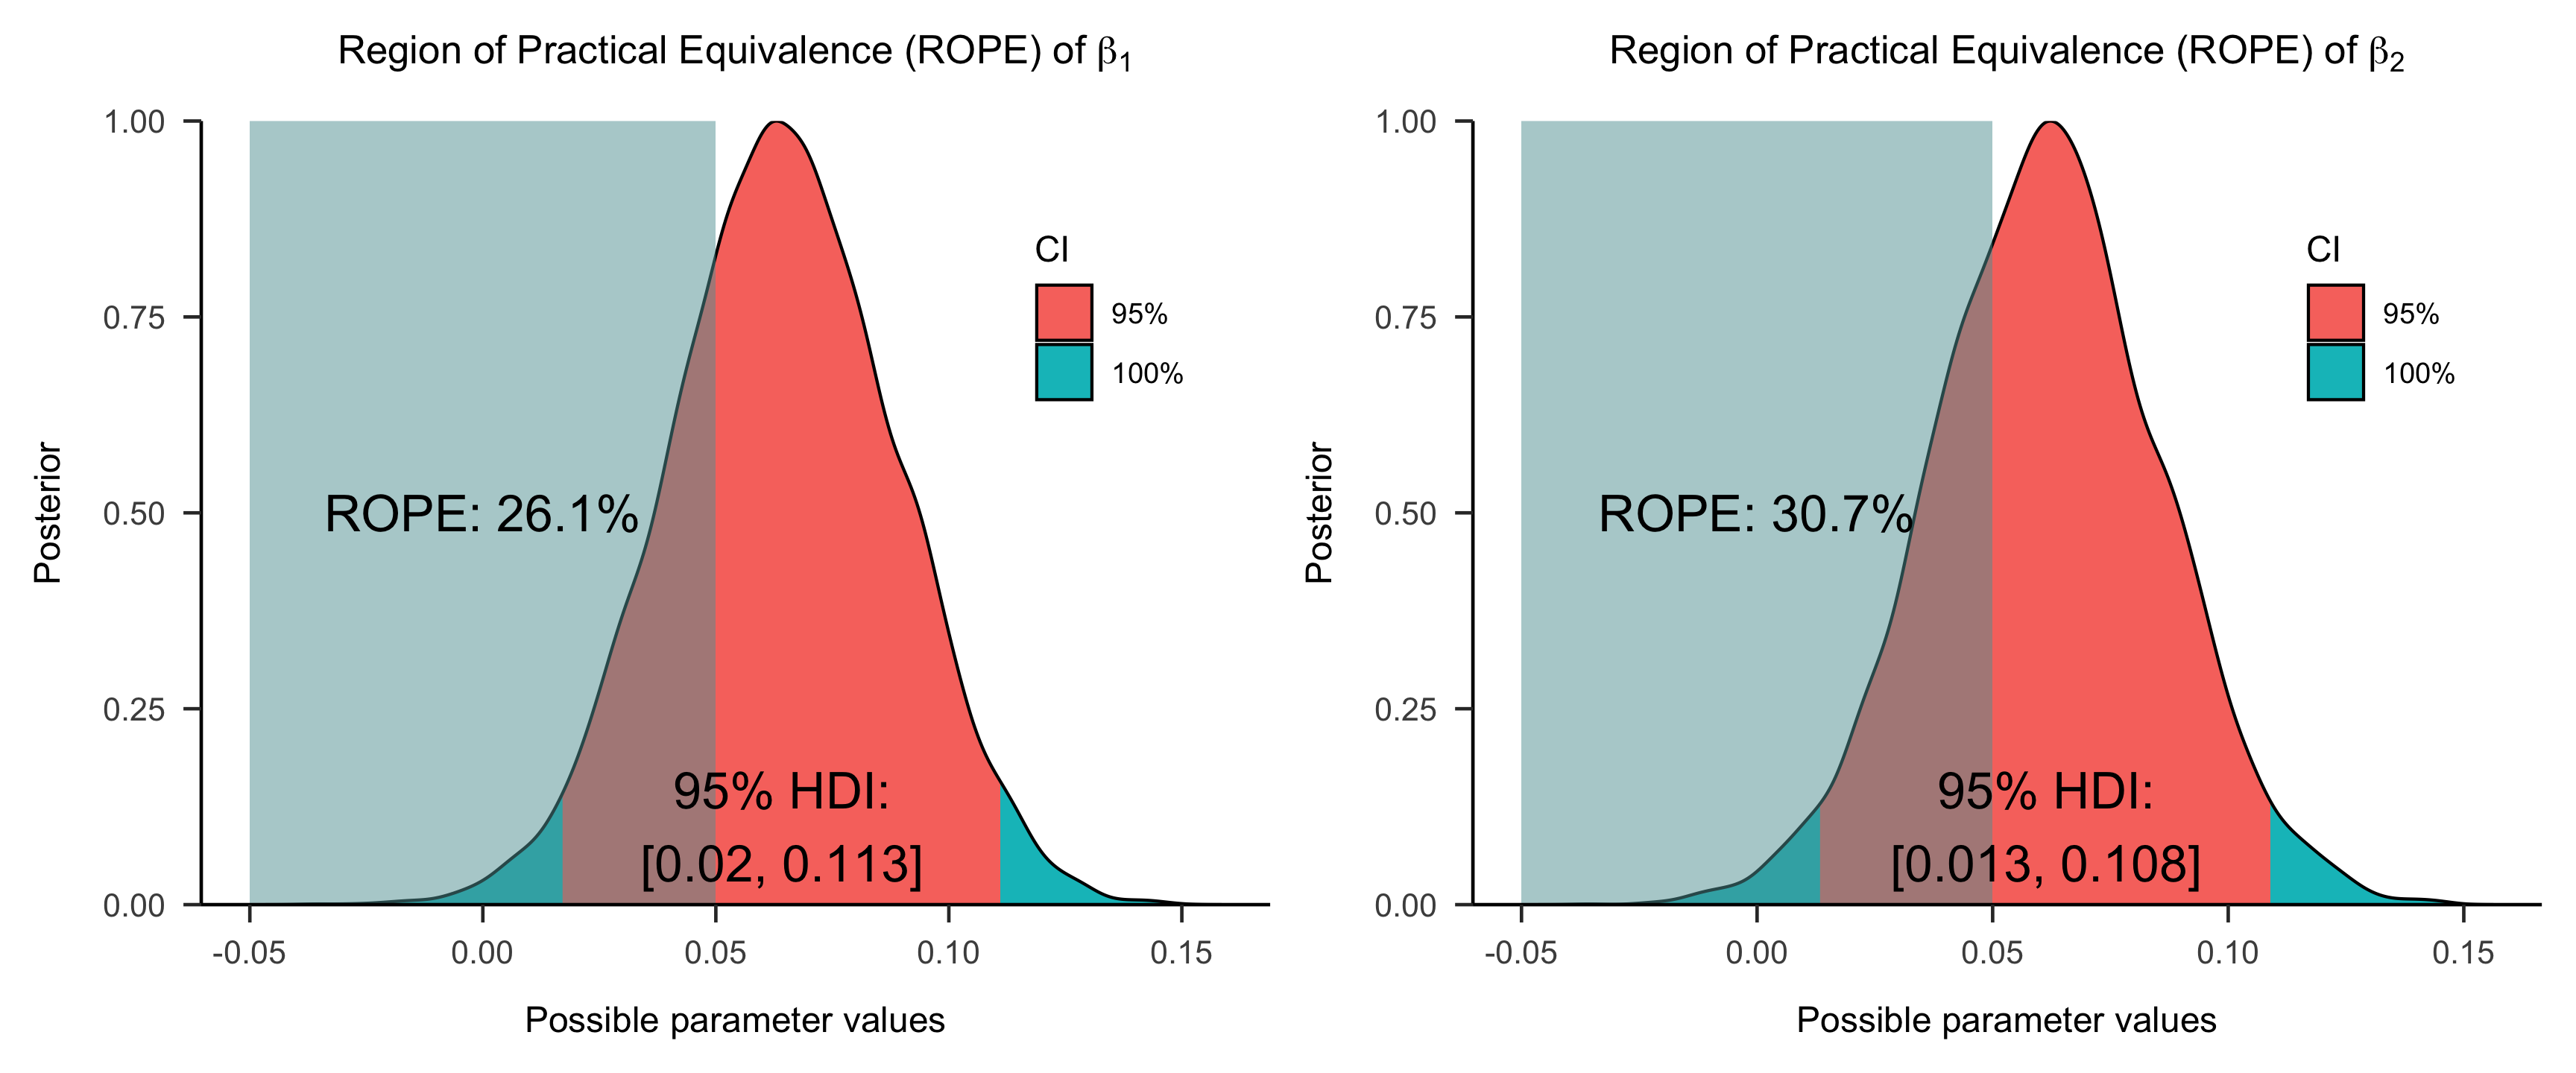 Region of Practical Equivalence (ROPE) of β₁
1.00
0.75
0.50
0.25
0.00
Posterior
ROPE: 26.1%
95% HDI:
[0.02, 0.113]
CI
95%
100%
-0.05
0.00
0.05
0.10
0.15
Possible parameter values
Region of Practical Equivalence (ROPE) of β₂
1.00
0.75
0.50
0.25
0.00
Posterior
ROPE: 30.7%
95% HDI:
[0.013, 0.108]
CI
95%
100%
-0.05
0.00
0.05
0.10
0.15
Possible parameter values